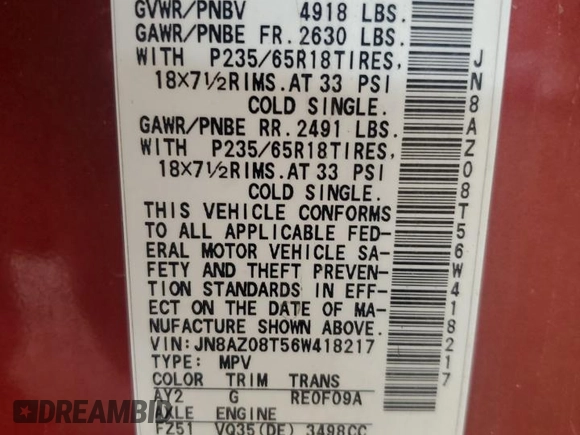 GVWR/PNBV 4918 LBS.
GAWR/PNBE FR. 2630 LBS.
WITH P235/65R18TIRES,
18×7½RIMS. AT 33 PSI
COLD SINGLE.
GAWR/PNBE RR. 2491 LBS.
WITH P235/65R18TIRES,
18×7½RIMS. AT 33 PSI
COLD SINGLE.
THIS VEHICLE CONFORMS
TO ALL APPLICABLE FED-
ERAL MOTOR VEHICLE SA-
FETY AND THEFT PREVEN-
TION STANDARDS IN EFF-
ECT ON THE DATE OF MA-
NUFACTURE SHOWN ABOVE.
VIN: JN8AZ08T56W418217
TYPE: MPV
COLOR TRIM TRANS
AY2 G RE0F09A
AXLE ENGINE
FZ51 VQ35(DE) 3498CC
JN8AZ08T56W418217
DREAMBID